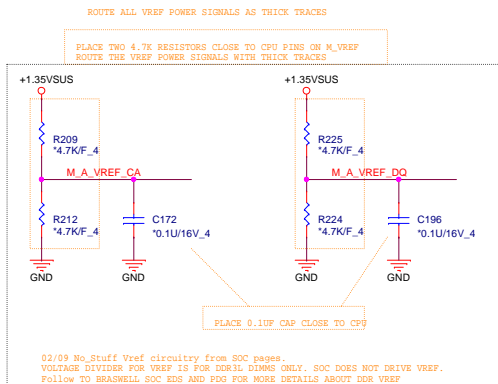 ROUTE ALL VREF POWER SIGNALS AS THICK TRACES
PLACE TWO 4.7K RESISTORS CLOSE TO CPU PINS ON M_VREF
ROUTE THE VREF POWER SIGNALS WITH THICK TRACES
+1.35VSUS
R209
*4.7K/F_4
M_A_VREF_CA
R212
*4.7K/F_4
C172
*0.1U/16V_4
GND
GND
+1.35VSUS
R225
*4.7K/F_4
M_A_VREF_DQ
R224
*4.7K/F_4
C196
*0.1U/16V_4
GND
GND
PLACE 0.1UF CAP CLOSE TO CPU
02/09 No_Stuff Vref circuitry from SOC pages.
VOLTAGE DIVIDER FOR VREF IS FOR DDR3L DIMMS ONLY. SOC DOES NOT DRIVE VREF.
Follow TO BRASWELL SOC EDS AND PDG FOR MORE DETAILS ABOUT DDR VREF